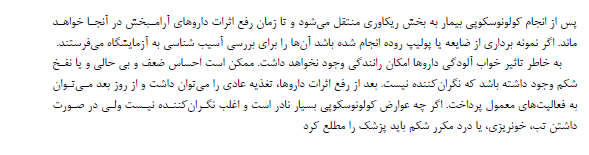 پس از انجام کولونوسکوپی بیمار به بخش ریکاوری منتقل می‌شود و تا زمان رفع اثرات داروهای آرام‌بخش در آنجا خواهد
ماند. اگر نمونه برداری از ضایعه یا پولیپ روده انجام شده باشد آن‌ها را برای بررسی آسیب شناسی به آزمایشگاه می‌فرستند.
به خاطر تاثیر خواب آلودگی داروها امکان رانندگی وجود نخواهد داشت. ممکن است احساس ضعف و بی حالی و یا نفخ
شکم وجود داشته باشد که نگران‌کننده نیست. بعد از رفع اثرات داروها، تغذیه عادی را می‌توان داشت و از روز بعد می‌توان
به فعالیت‌های معمول پرداخت. اگر چه عوارض کولونوسکوپی بسیار نادر است و اغلب نگران‌کننده نیست ولی در صورت
داشتن تب، خونریزی، یا درد مکرر شکم باید پزشک را مطلع کرد